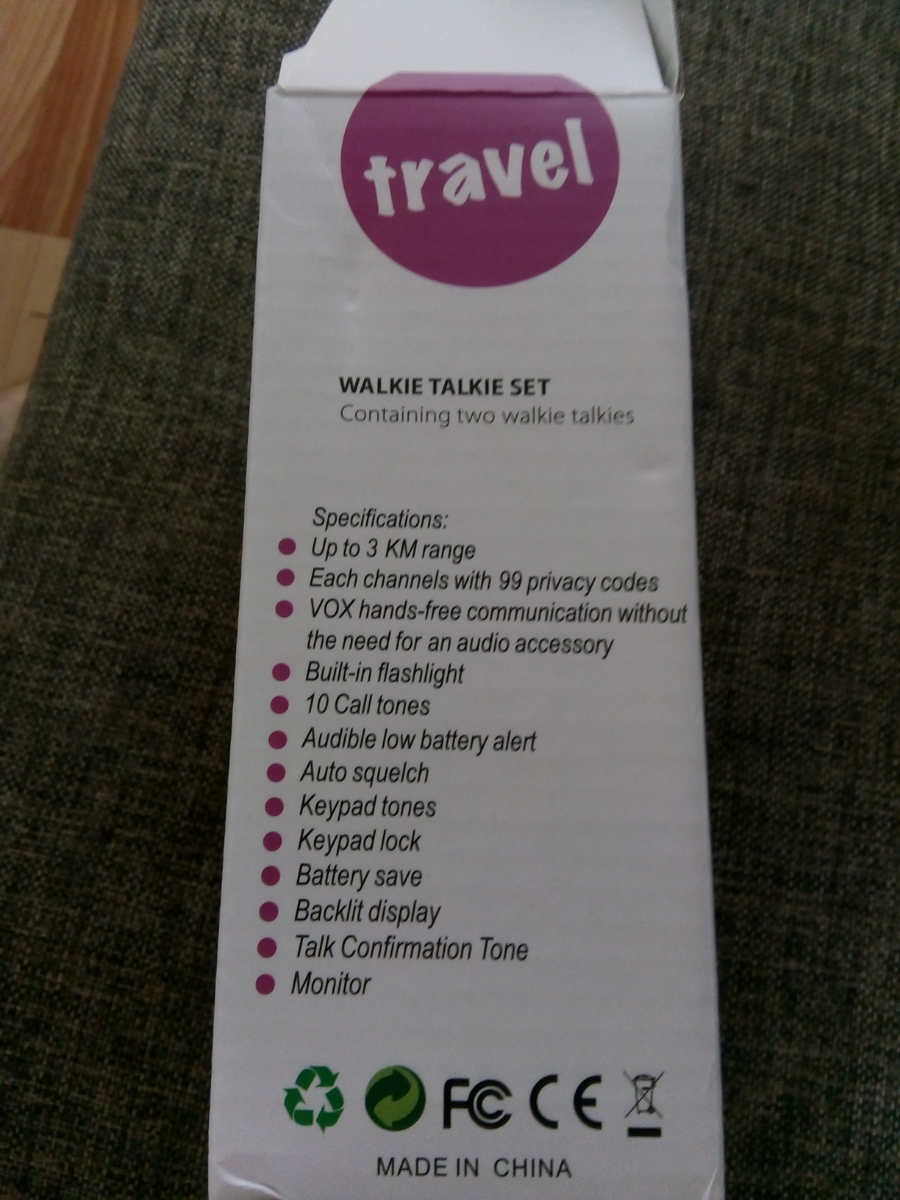 travel
WALKIE TALKIE SET
Containing two walkie talkies
Specifications:
Up to 3 KM range
Each channels with 99 privacy codes
VOX hands-free communication without
the need for an audio accessory
Built-in flashlight
10 Call tones
Audible low battery alert
Auto squelch
Keypad tones
Keypad lock
Battery save
Backlit display
Talk Confirmation Tone
Monitor
FC CE
MADE IN CHINA